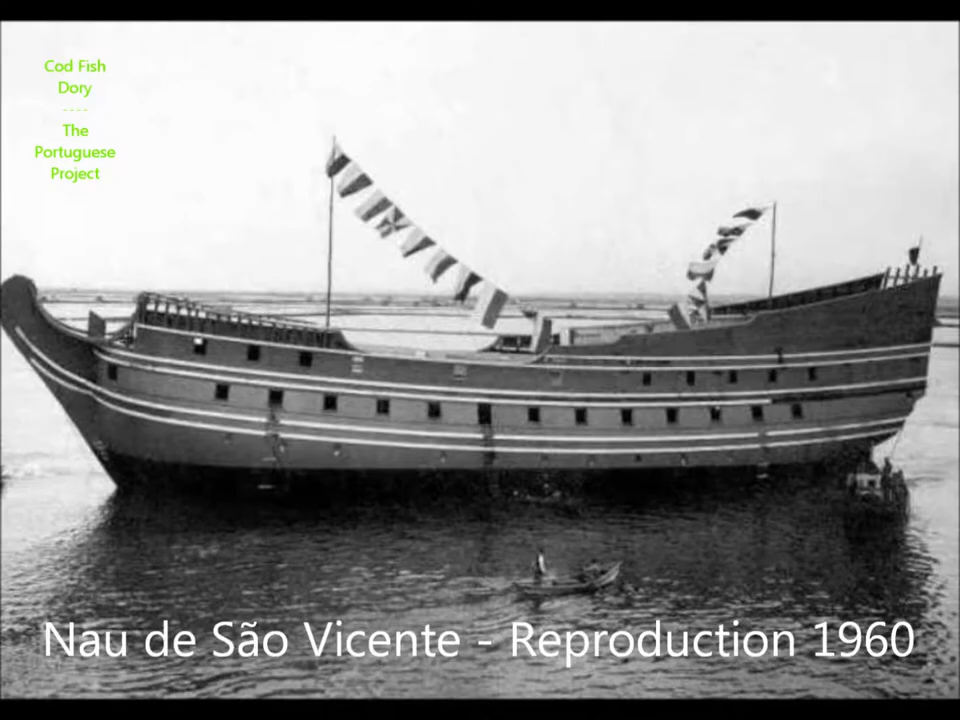 Cod Fish
Dory
----
The
Portuguese
Project
Nau de São Vicente - Reproduction 1960